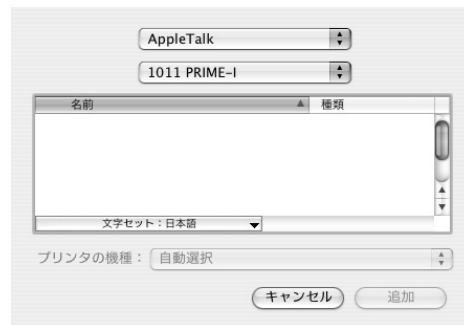 AppleTalk
1011 PRIME-I
名前 種類
文字セット：日本語
プリンタの機種： 自動選択
キャンセル 追加